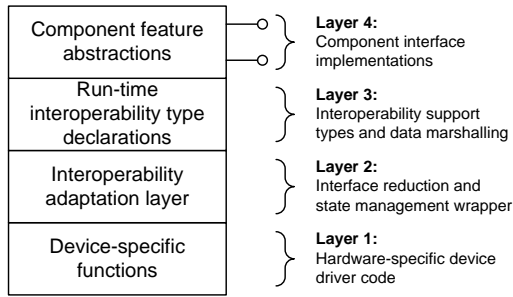 Component feature
abstractions
Layer 4:
Component interface
implementations
Run-time
interoperability type
declarations
Layer 3:
Interoperability support
types and data marshalling
Interoperability
adaptation layer
Layer 2:
Interface reduction and
state management wrapper
Device-specific
functions
Layer 1:
Hardware-specific device
driver code